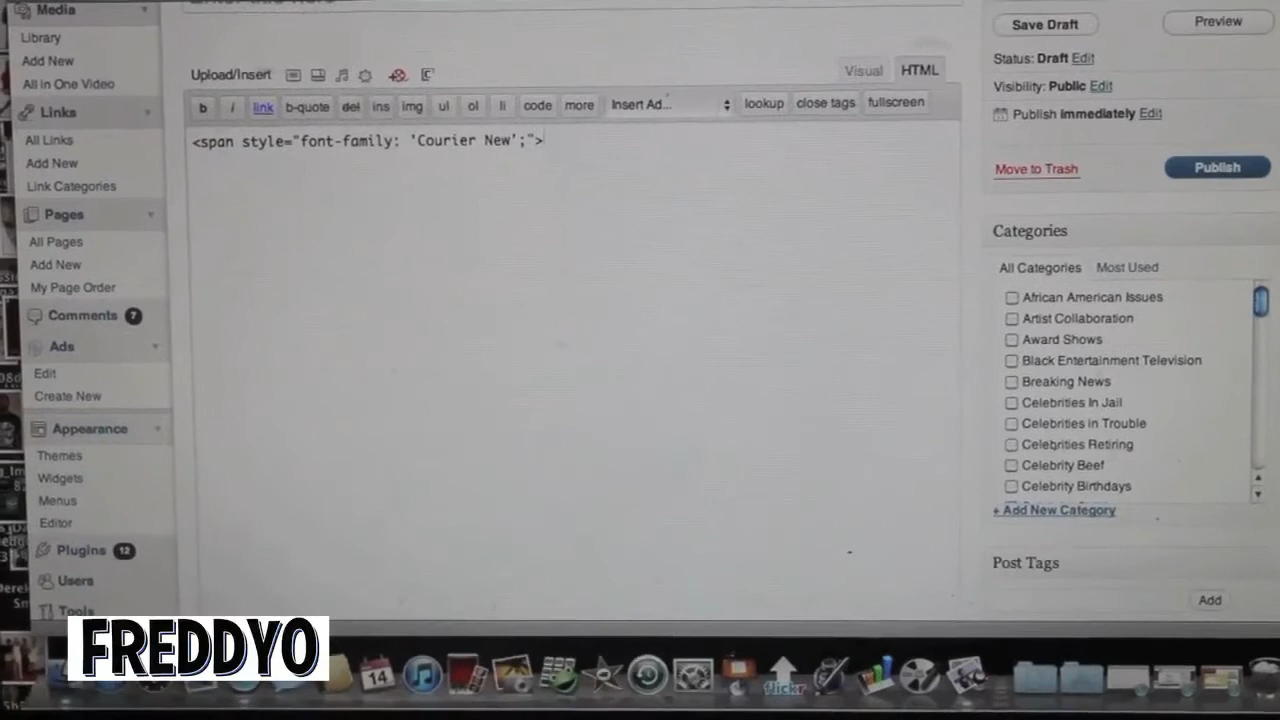 Media
Library
Add New
All in One Video
Links
All Links
Add New
Link Categories
Pages
All Pages
Add New
My Page Order
Comments 7
Ads
Edit
Create New
Appearance
Themes
Widgets
Menus
Editor
Plugins 12
Users
Tools
Upload/Insert
Visual
HTML
b i link b-quote del ins img ul ol li code more Insert Ad... lookup close tags fullscreen
<span style="font-family: 'Courier New';">
Save Draft
Preview
Status: Draft Edit
Visibility: Public Edit
Publish immediately Edit
Move to Trash
Publish
Categories
All Categories
Most Used
African American Issues
Artist Collaboration
Award Shows
Black Entertainment Television
Breaking News
Celebrities In Jail
Celebrities in Trouble
Celebrities Retiring
Celebrity Beef
Celebrity Birthdays
+ Add New Category
Post Tags
Add
FREDDYO
14
flickr